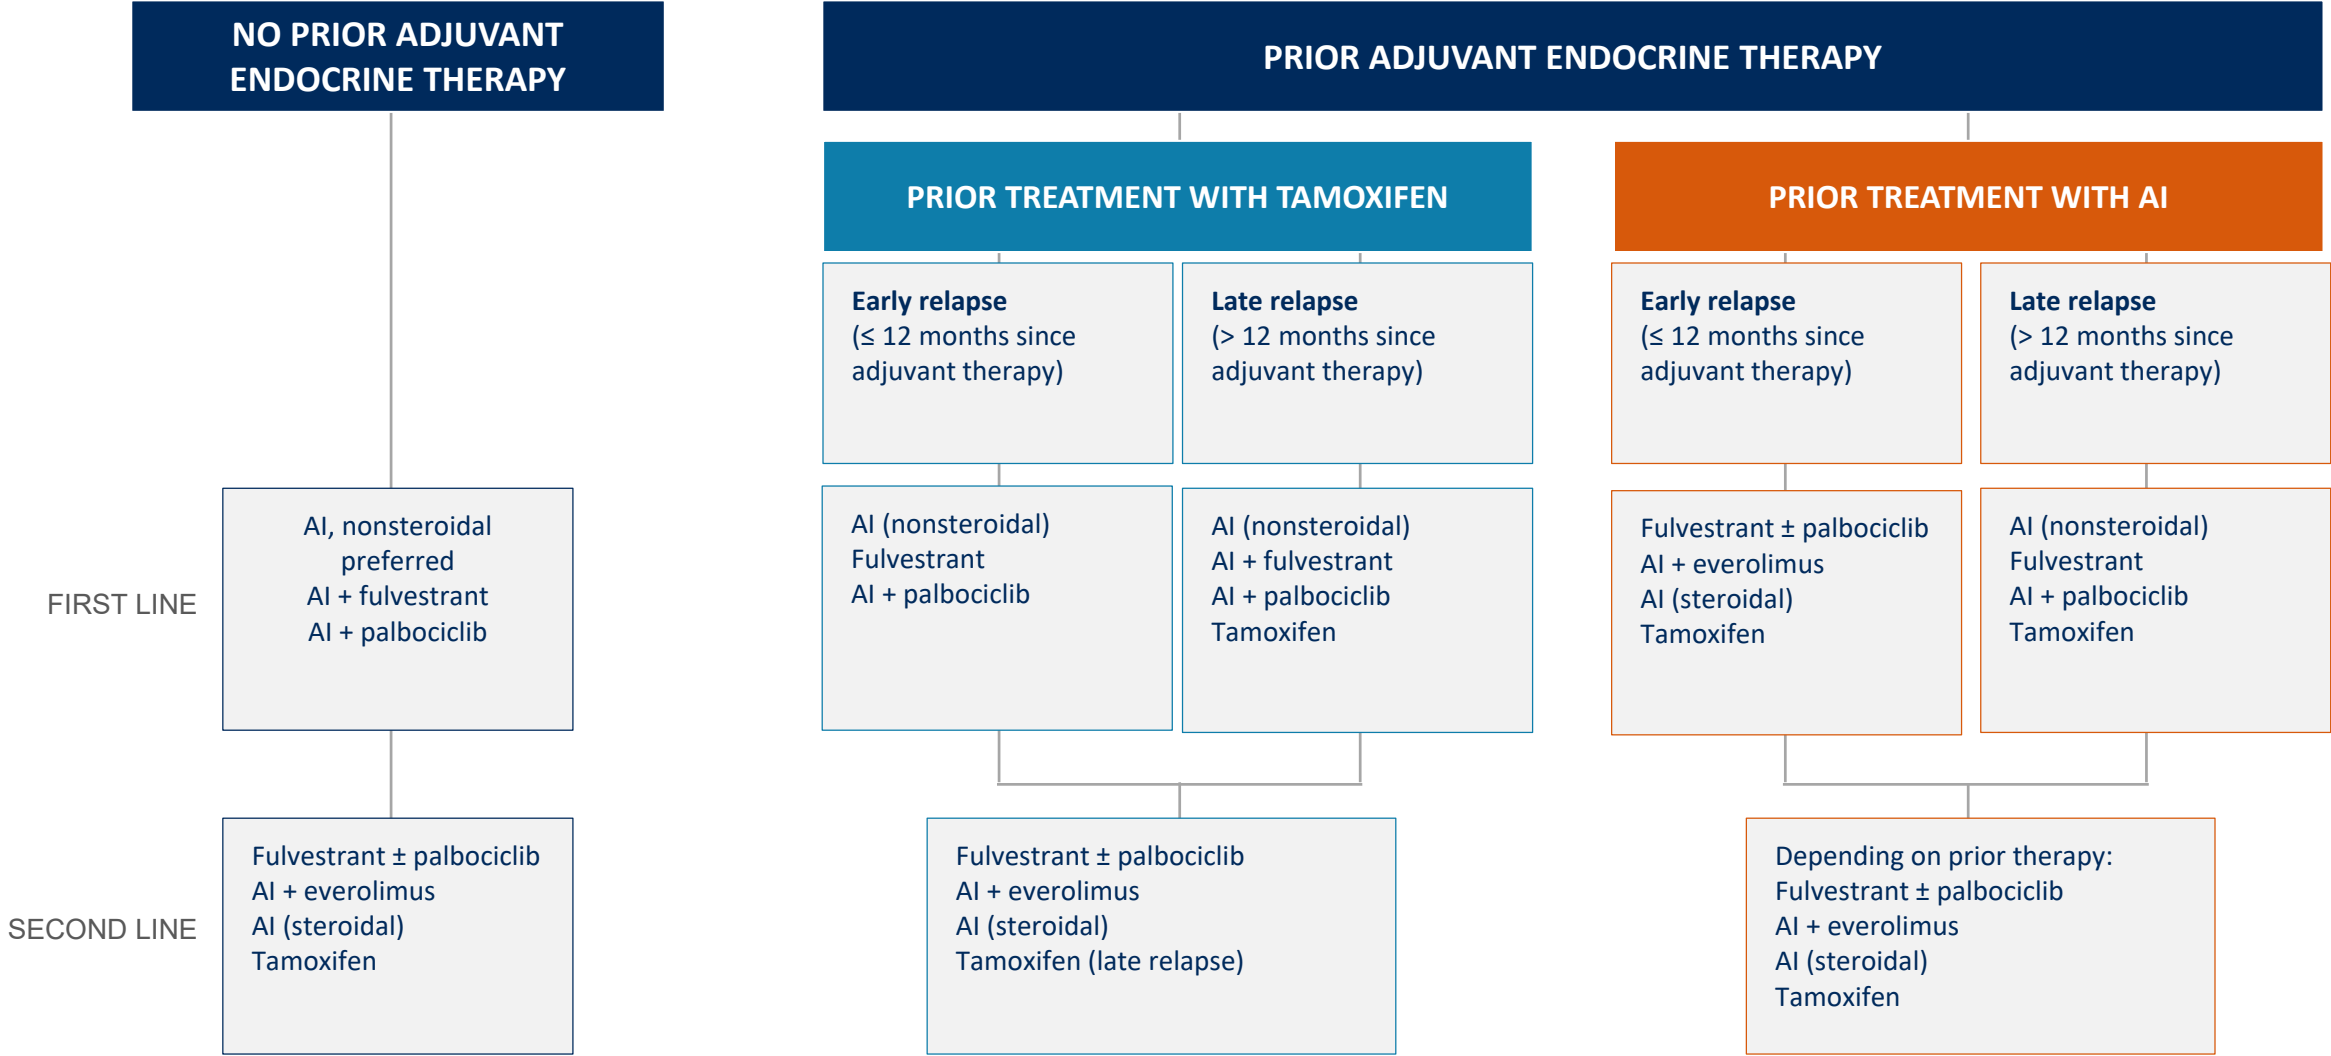 NO PRIOR ADJUVANT
ENDOCRINE THERAPY
PRIOR ADJUVANT ENDOCRINE THERAPY
PRIOR TREATMENT WITH TAMOXIFEN
PRIOR TREATMENT WITH AI
Early relapse
(≤ 12 months since
adjuvant therapy)
Late relapse
(> 12 months since
adjuvant therapy)
Early relapse
(≤ 12 months since
adjuvant therapy)
Late relapse
(> 12 months since
adjuvant therapy)
FIRST LINE
AI, nonsteroidal
preferred
AI + fulvestrant
AI + palbociclib
AI (nonsteroidal)
Fulvestrant
AI + palbociclib
AI (nonsteroidal)
AI + fulvestrant
AI + palbociclib
Tamoxifen
Fulvestrant ± palbociclib
AI + everolimus
AI (steroidal)
Tamoxifen
AI (nonsteroidal)
Fulvestrant
AI + palbociclib
Tamoxifen
SECOND LINE
Fulvestrant ± palbociclib
AI + everolimus
AI (steroidal)
Tamoxifen
Fulvestrant ± palbociclib
AI + everolimus
AI (steroidal)
Tamoxifen (late relapse)
Depending on prior therapy:
Fulvestrant ± palbociclib
AI + everolimus
AI (steroidal)
Tamoxifen